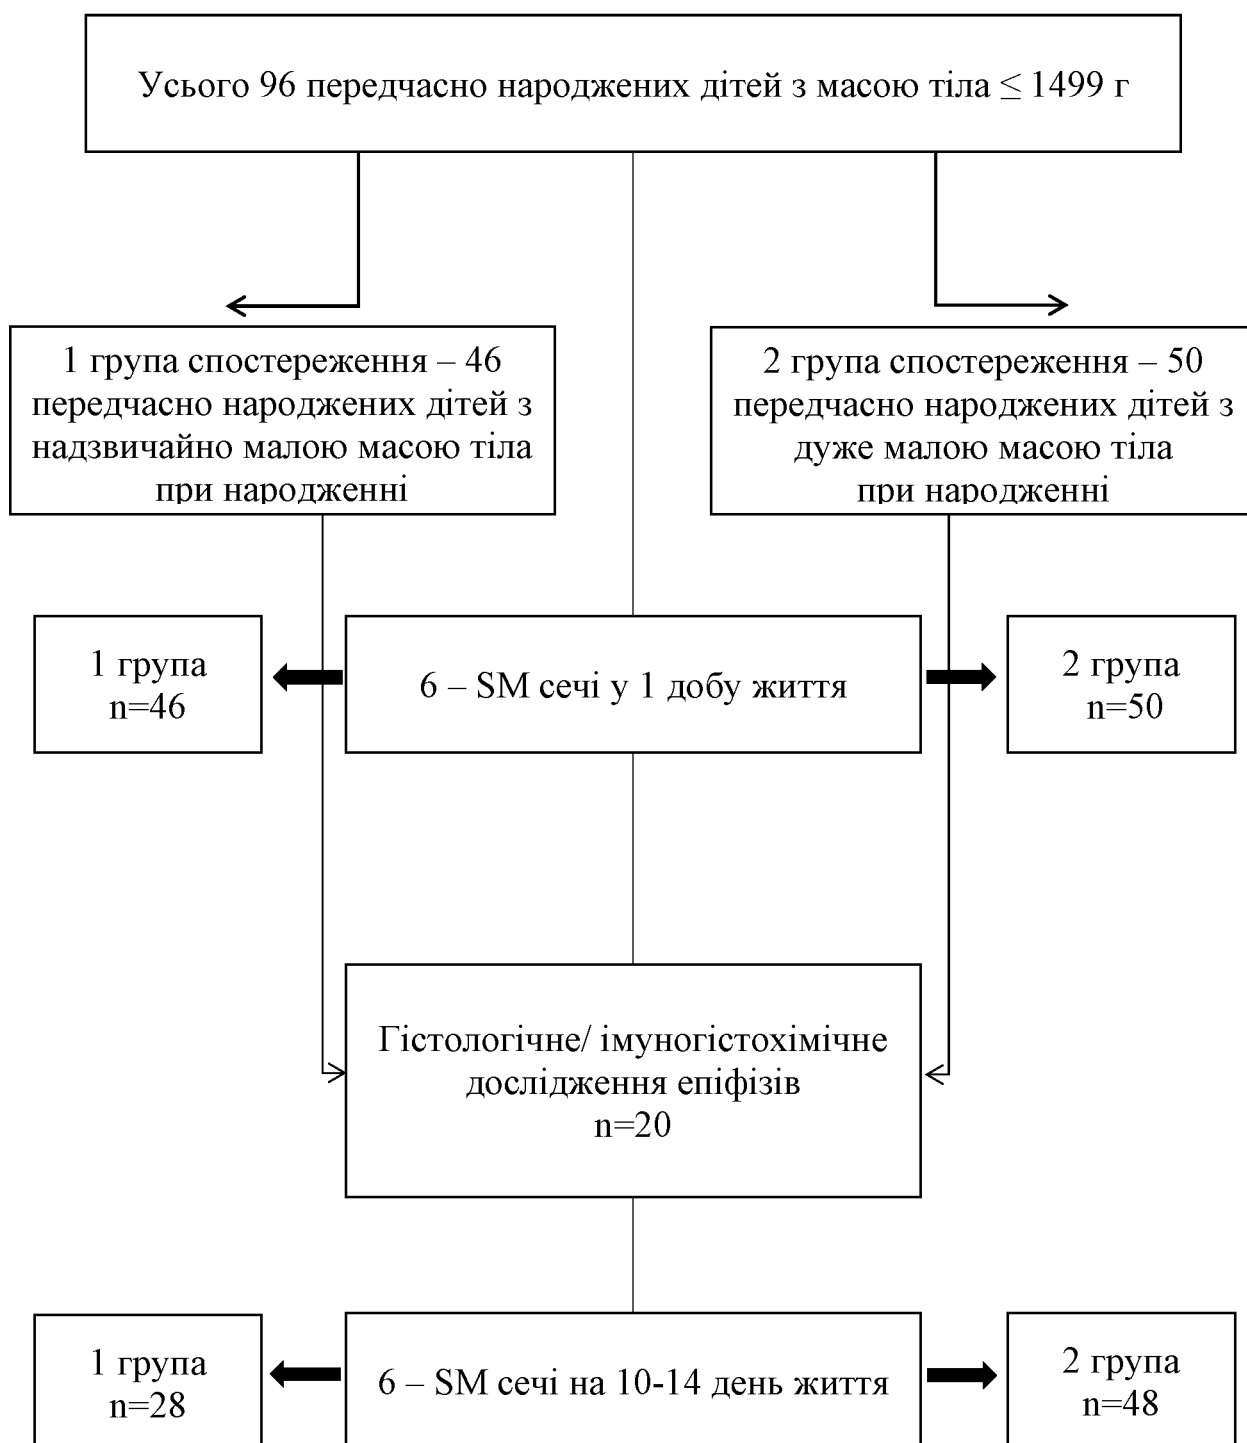 Усього 96 передчасно народжених дітей з масою тіла ≤ 1499 г
1 група спостереження – 46
передчасно народжених дітей з
надзвичайно малою масою тіла
при народженні
2 група спостереження – 50
передчасно народжених дітей з
дуже малою масою тіла
при народженні
1 група
n=46
6 – SM сечі у 1 добу життя
2 група
n=50
Гістологічне/ імуногістохімічне
дослідження епіфізів
n=20
1 група
n=28
6 – SM сечі на 10-14 день життя
2 група
n=48